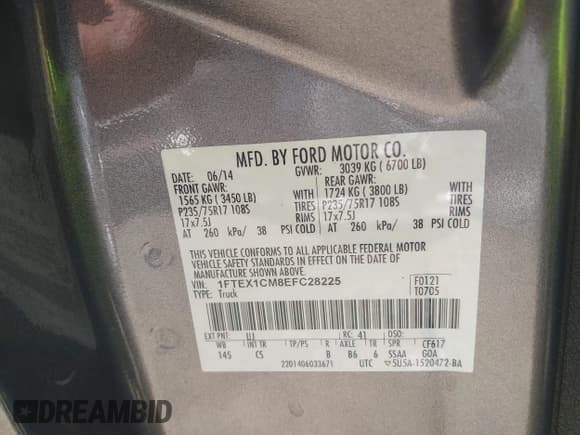 MFD. BY FORD MOTOR CO.
DATE: 06/14 GVWR: 3039 KG ( 6700 LB)
FRONT GAWR: REAR GAWR:
1565 KG ( 3450 LB) WITH 1724 KG ( 3800 LB) WITH
P235/75R17 108S TIRES P235/75R17 108S TIRES
17x7.5J RIMS 17x7.5J RIMS
AT 260 kPa/ 38 PSI COLD AT 260 kPa/ 38 PSI COLD
THIS VEHICLE CONFORMS TO ALL APPLICABLE FEDERAL MOTOR
VEHICLE SAFETY STANDARDS IN EFFECT ON THE DATE OF
MANUFACTURE SHOWN ABOVE.
VIN: 1FTEX1CM8EFC28225 F0121
TYPE: Truck T0705
EXT PNT: UJ RC: 41 DSO:
WB INT TR TP/PS R AXLE TR SPR CF617
145 CS B B6 6 SSAA GOA
2201406033671 UTC 5U5A-1520472-BA
DREAMBID